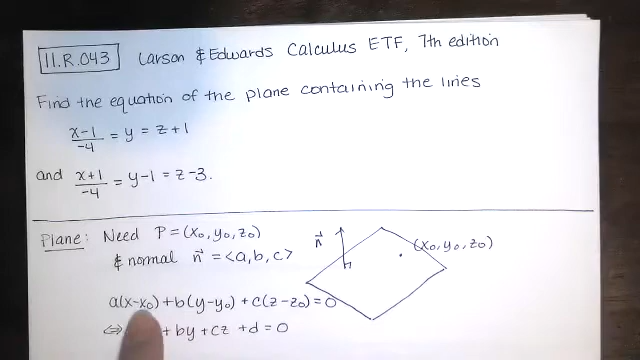 11.R.043 Larson & Edwards Calculus ETF, 7th edition
Find the equation of the plane containing the lines
x-1/-4 = y = z+1
and x+1/-4 = y-1 = z-3.
Plane: Need P=(x₀,y₀,z₀)
& normal n⃗ = <a,b,c>
n⃗
(x₀,y₀,z₀)
a(x-x₀)+b(y-y₀)+c(z-z₀)=0
⇔ + by + cz + d = 0